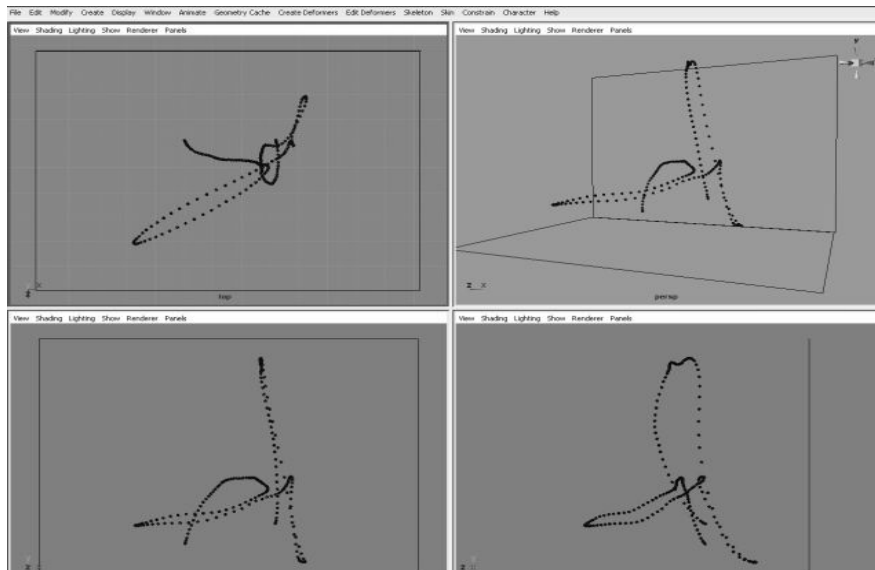 File Edit Modify Create Display Window Animate Geometry Cache Create Deformers Edit Deformers Skeleton Skin Constrain Character Help
View Shading Lighting Show Renderer Panels
View Shading Lighting Show Renderer Panels
Y
Z X
top
Z X
persp
View Shading Lighting Show Renderer Panels
View Shading Lighting Show Renderer Panels
Z
Z